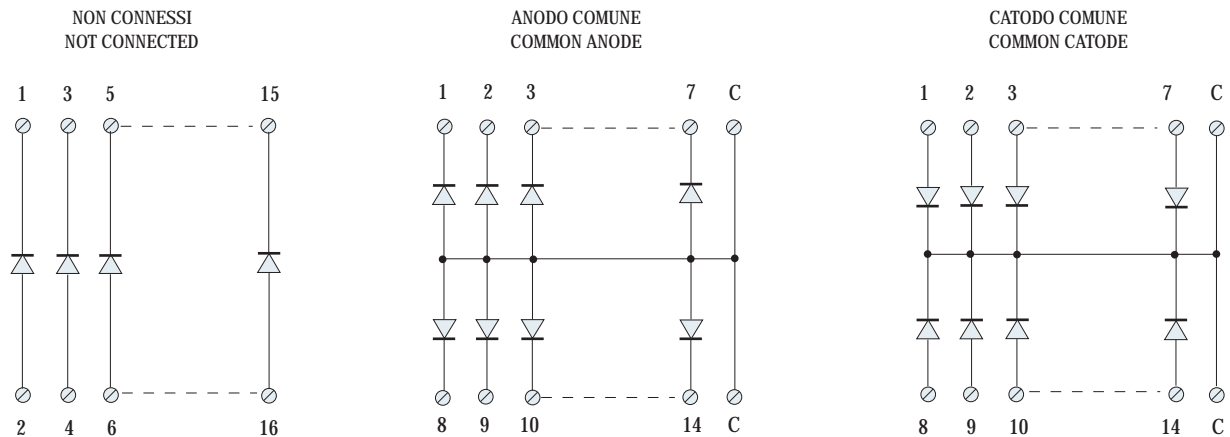 NON CONNESSI
NOT CONNECTED
1 3 5 15
2 4 6 16
ANODO COMUNE
COMMON ANODE
1 2 3 7 C
8 9 10 14 C
CATODO COMUNE
COMMON CATODE
1 2 3 7 C
8 9 10 14 C